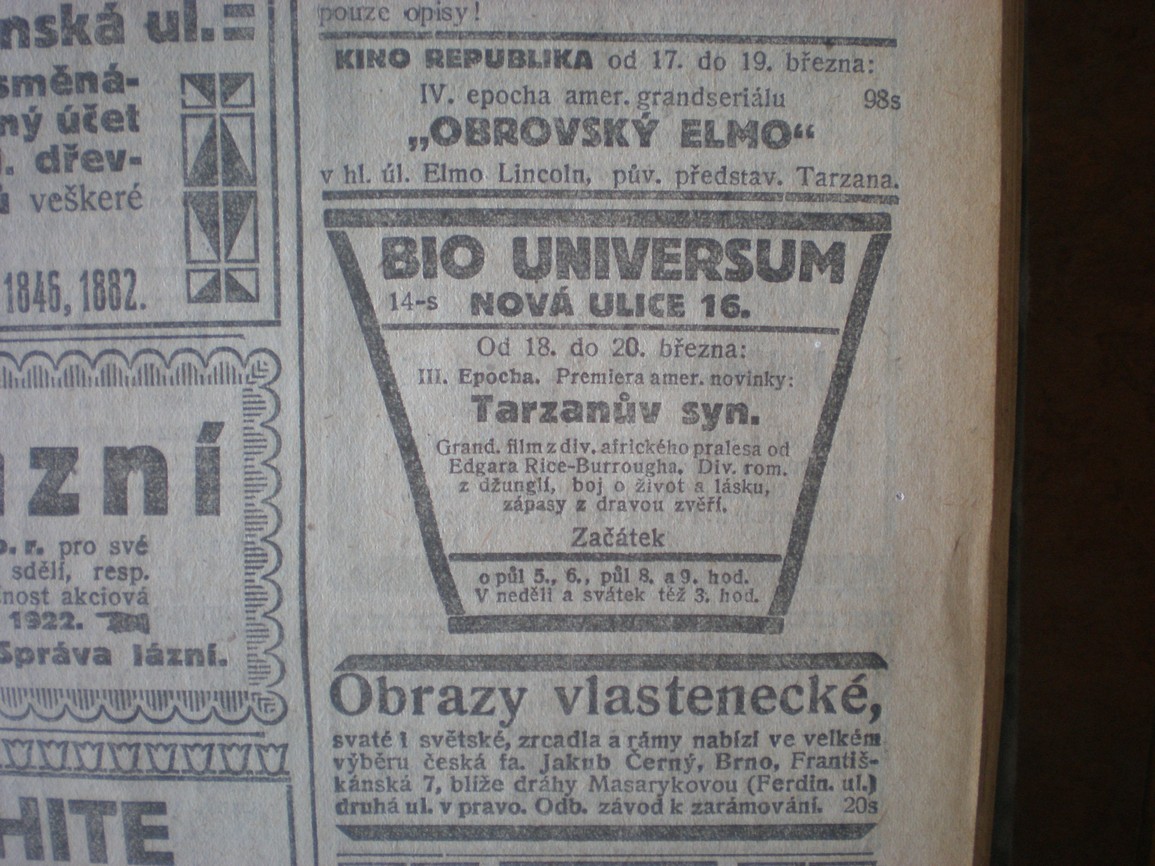 nská ul.
směná-
ný účet
dřev-
veškeré
1846, 1882.
ázní
o. r. pro své
sdělí, resp.
nost akciová
1922.
Správa lázní.
HITE
pouze opisy!
KINO REPUBLIKA od 17. do 19. března:
IV. epocha amer. grandseriálu 98s
„OBROVSKÝ ELMO“
v hl. úl. Elmo Lincoln, pův. představ. Tarzana.
BIO UNIVERSUM
14-s NOVÁ ULICE 16.
Od 18. do 20. března:
III. Epocha. Premiera amer. novinky:
Tarzanův syn.
Grand. film z div. afrického pralesa od
Edgara Rice-Burrougha. Div. rom.
z džunglí, boj o život a lásku,
zápasy z dravou zvěří.
Začátek
o půl 5., 6., půl 8. a 9. hod.
V neděli a svátek též 3. hod.
Obrazy vlastenecké,
svaté i světské, zrcadla a rámy nabízí ve velkém
výběru česká fa. Jakub Černý, Brno, Františ-
kánská 7, blíže dráhy Masarykovou (Ferdin. ul.)
druhá ul. v pravo. Odb. závod k zarámování. 20s